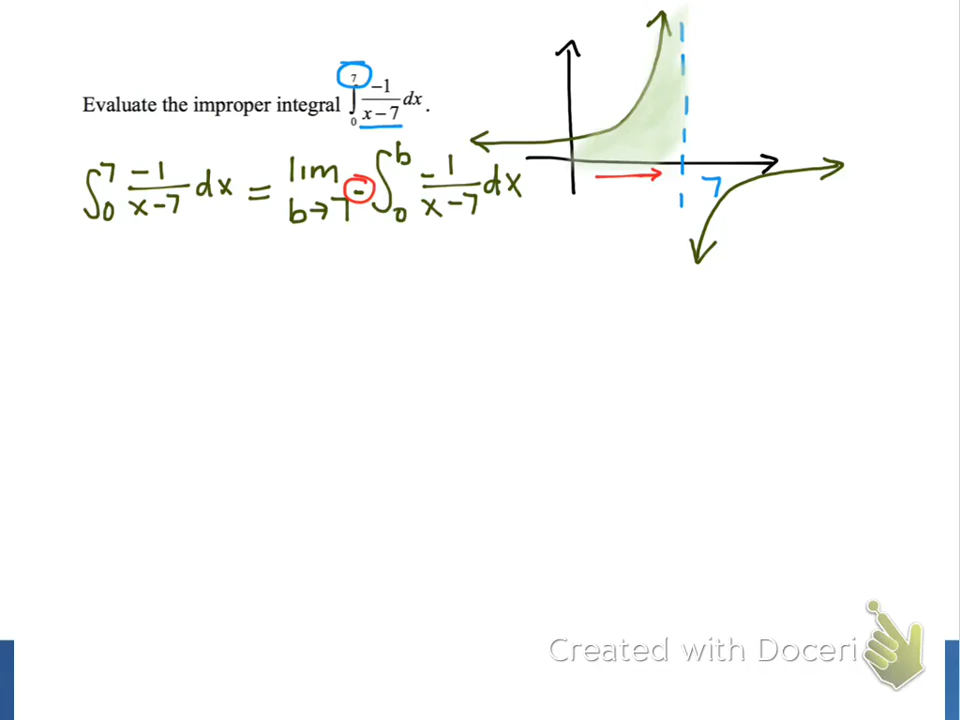 Evaluate the improper integral ∫₀⁷ −1/(x − 7) dx.
∫₀⁷ −1/(x−7) dx = lim b→7⁻ ∫₀ᵇ −1/(x−7) dx
7
Created with Doceri